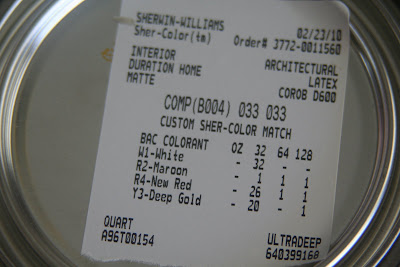 SHERWIN-WILLIAMS 02/23/10
Sher-Color(tm) Order# 3772-0011560
INTERIOR ARCHITECTURAL
DURATION HOME LATEX
MATTE COROB D600
COMP(B004) 033 033
CUSTOM SHER-COLOR MATCH
BAC COLORANT OZ 32 64 128
W1-White - 32 - -
R2-Maroon - 1 1 1
R4-New Red - 26 1 1
Y3-Deep Gold - 20 - 1
QUART ULTRADEEP
A96T00154 640399168